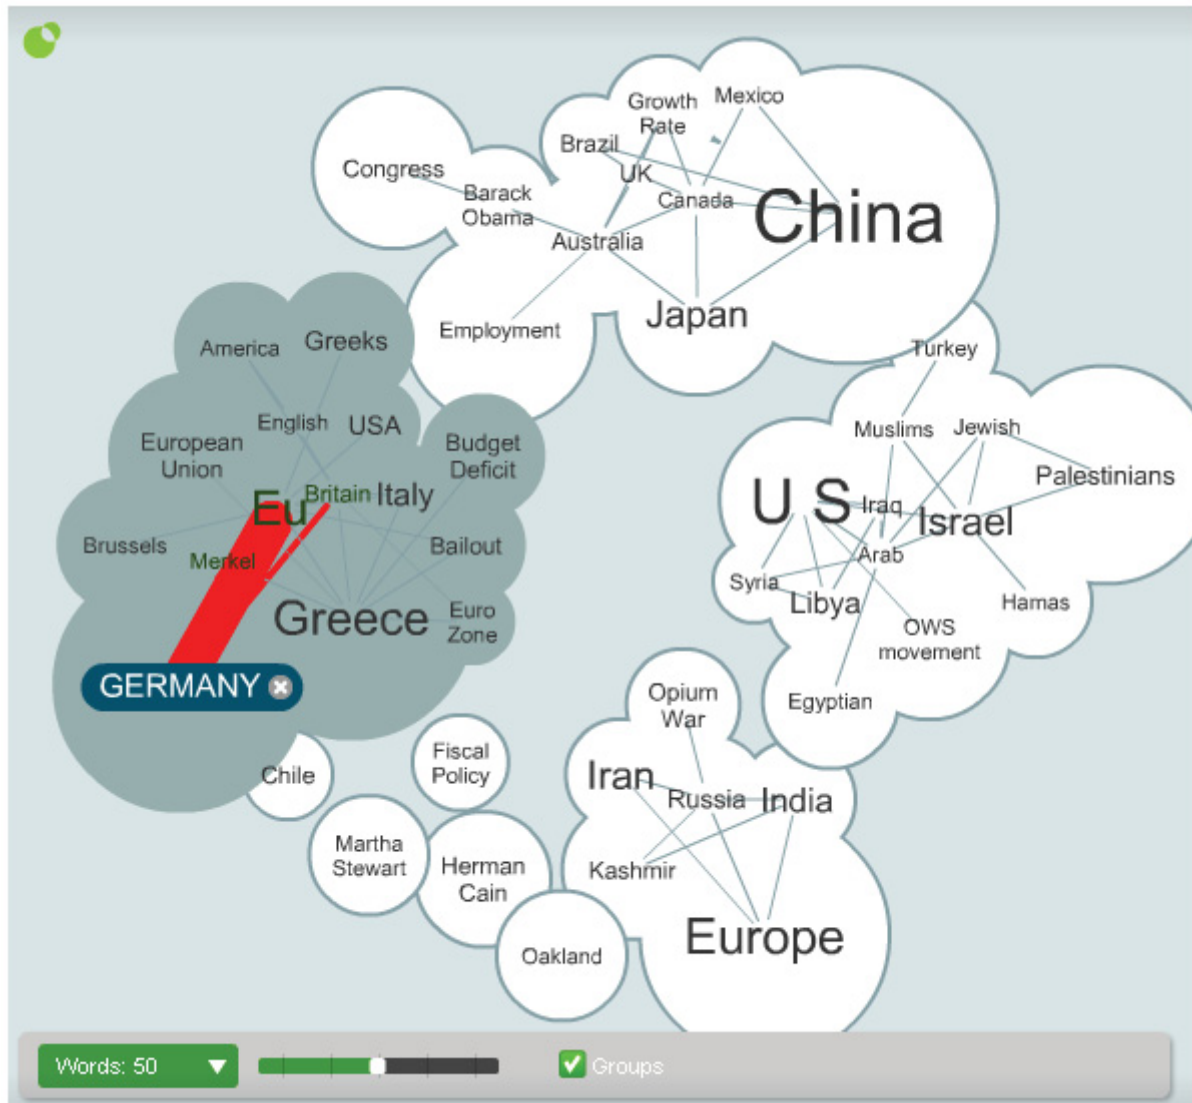 Growth
Rate
Mexico
Brazil
UK
Canada
China
Congress
Barack
Obama
Australia
Japan
Employment
America
Greeks
English
USA
European
Union
Budget
Deficit
Eu
Britain
Italy
Brussels
Merkel
Bailout
Greece
Euro
Zone
GERMANY
Turkey
Muslims
Jewish
Palestinians
U S
Iraq
Israel
Arab
Syria
Libya
Hamas
OWS
movement
Egyptian
Opium
War
Iran
Russia
India
Kashmir
Europe
Chile
Fiscal
Policy
Martha
Stewart
Herman
Cain
Oakland
Words: 50
Groups